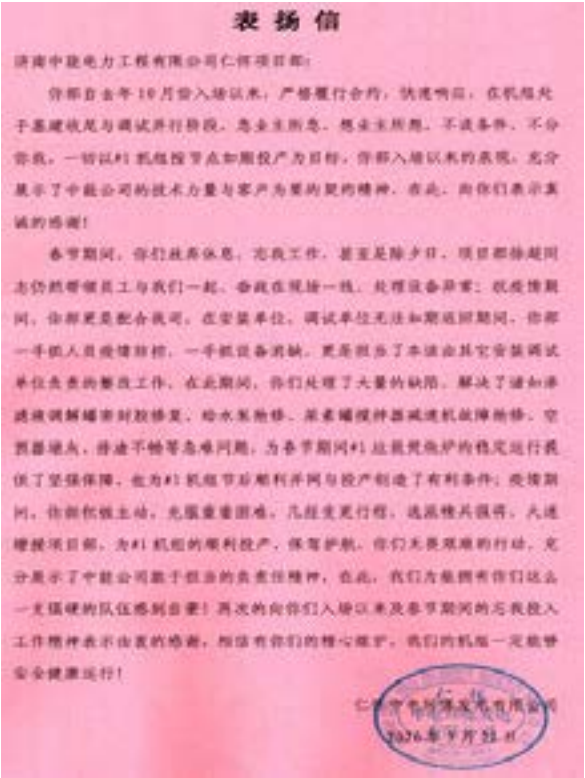 表扬信
济南中能电力工程有限公司仁怀项目部：
你部自去年10月份入场以来，严格履行合约，快速响应，在机组处
于基建收尾与调试并行阶段，急业主所急，想业主所想，不谈条件，不分
你我，一切以#1机组按节点如期投产为目标，你部入场以来的表现，充分
展示了中能公司的技术力量与客户为要的契约精神，在此，向你们表示真
诚的感谢！
春节期间，你们放弃休息，忘我工作，甚至是除夕日，项目部徐超同
志仍然带领员工与我们一起，奋战在现场一线，处理设备异常；抗疫情期
间，你部更是配合我司，在安装单位、调试单位无法如期返回期间，你部
一手抓人员疫情防控，一手抓设备消缺，更是担当了本该由其它安装调试
单位负责的整改工作，在此期间，你们处理了大量的缺陷，解决了诸如渗
滤液调解罐密封胶修复、给水泵抢修、尿素罐搅拌器减速机故障抢修、空
预器堵灰、排渣不畅等急难问题，为春节期间#1垃圾焚烧炉的稳定运行提
供了坚强保障，也为#1机组节后顺利并网与投产创造了有利条件；疫情期
间，你部积极主动，克服重重困难，几经变更行程，选派精兵强将，火速
增援项目部，为#1机组的顺利投产，保驾护航，你们无畏艰难的行动，充
分展示了中能公司敢于担当的负责任精神，在此，我们为能拥有你们这么
一支强硬的队伍感到自豪！再次的向你们入场以来及春节期间的忘我投入
工作精神表示由衷的感谢，相信有你们的精心维护，我们的机组一定能够
安全健康运行！
发电有限公司